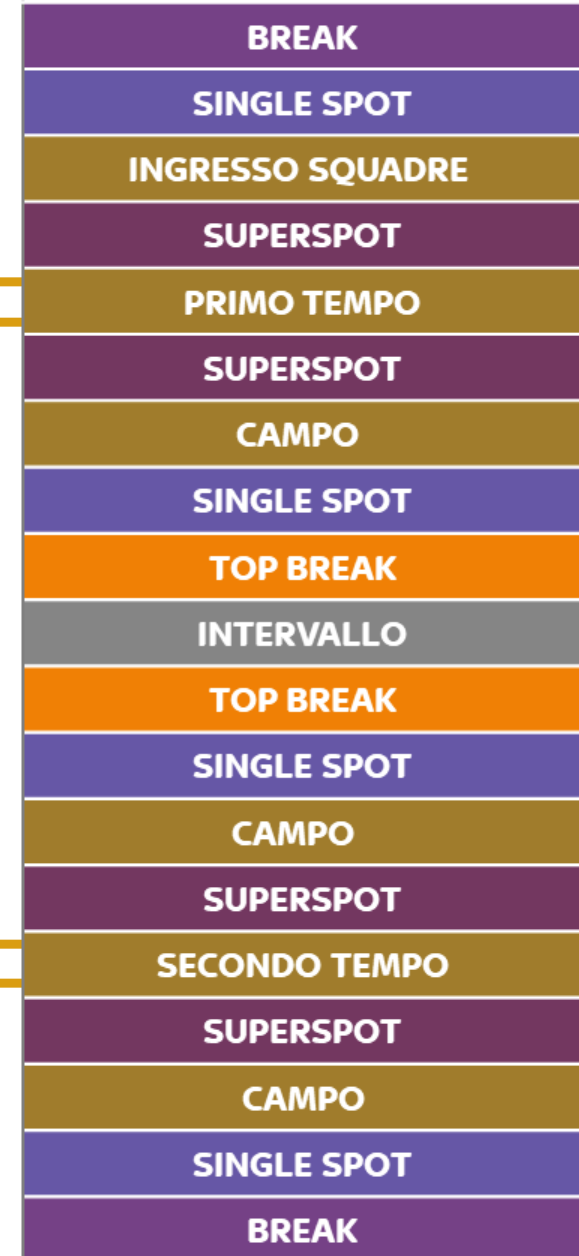 BREAK
SINGLE SPOT
INGRESSO SQUADRE
SUPERSPOT
PRIMO TEMPO
SUPERSPOT
CAMPO
SINGLE SPOT
TOP BREAK
INTERVALLO
TOP BREAK
SINGLE SPOT
CAMPO
SUPERSPOT
SECONDO TEMPO
SUPERSPOT
CAMPO
SINGLE SPOT
BREAK